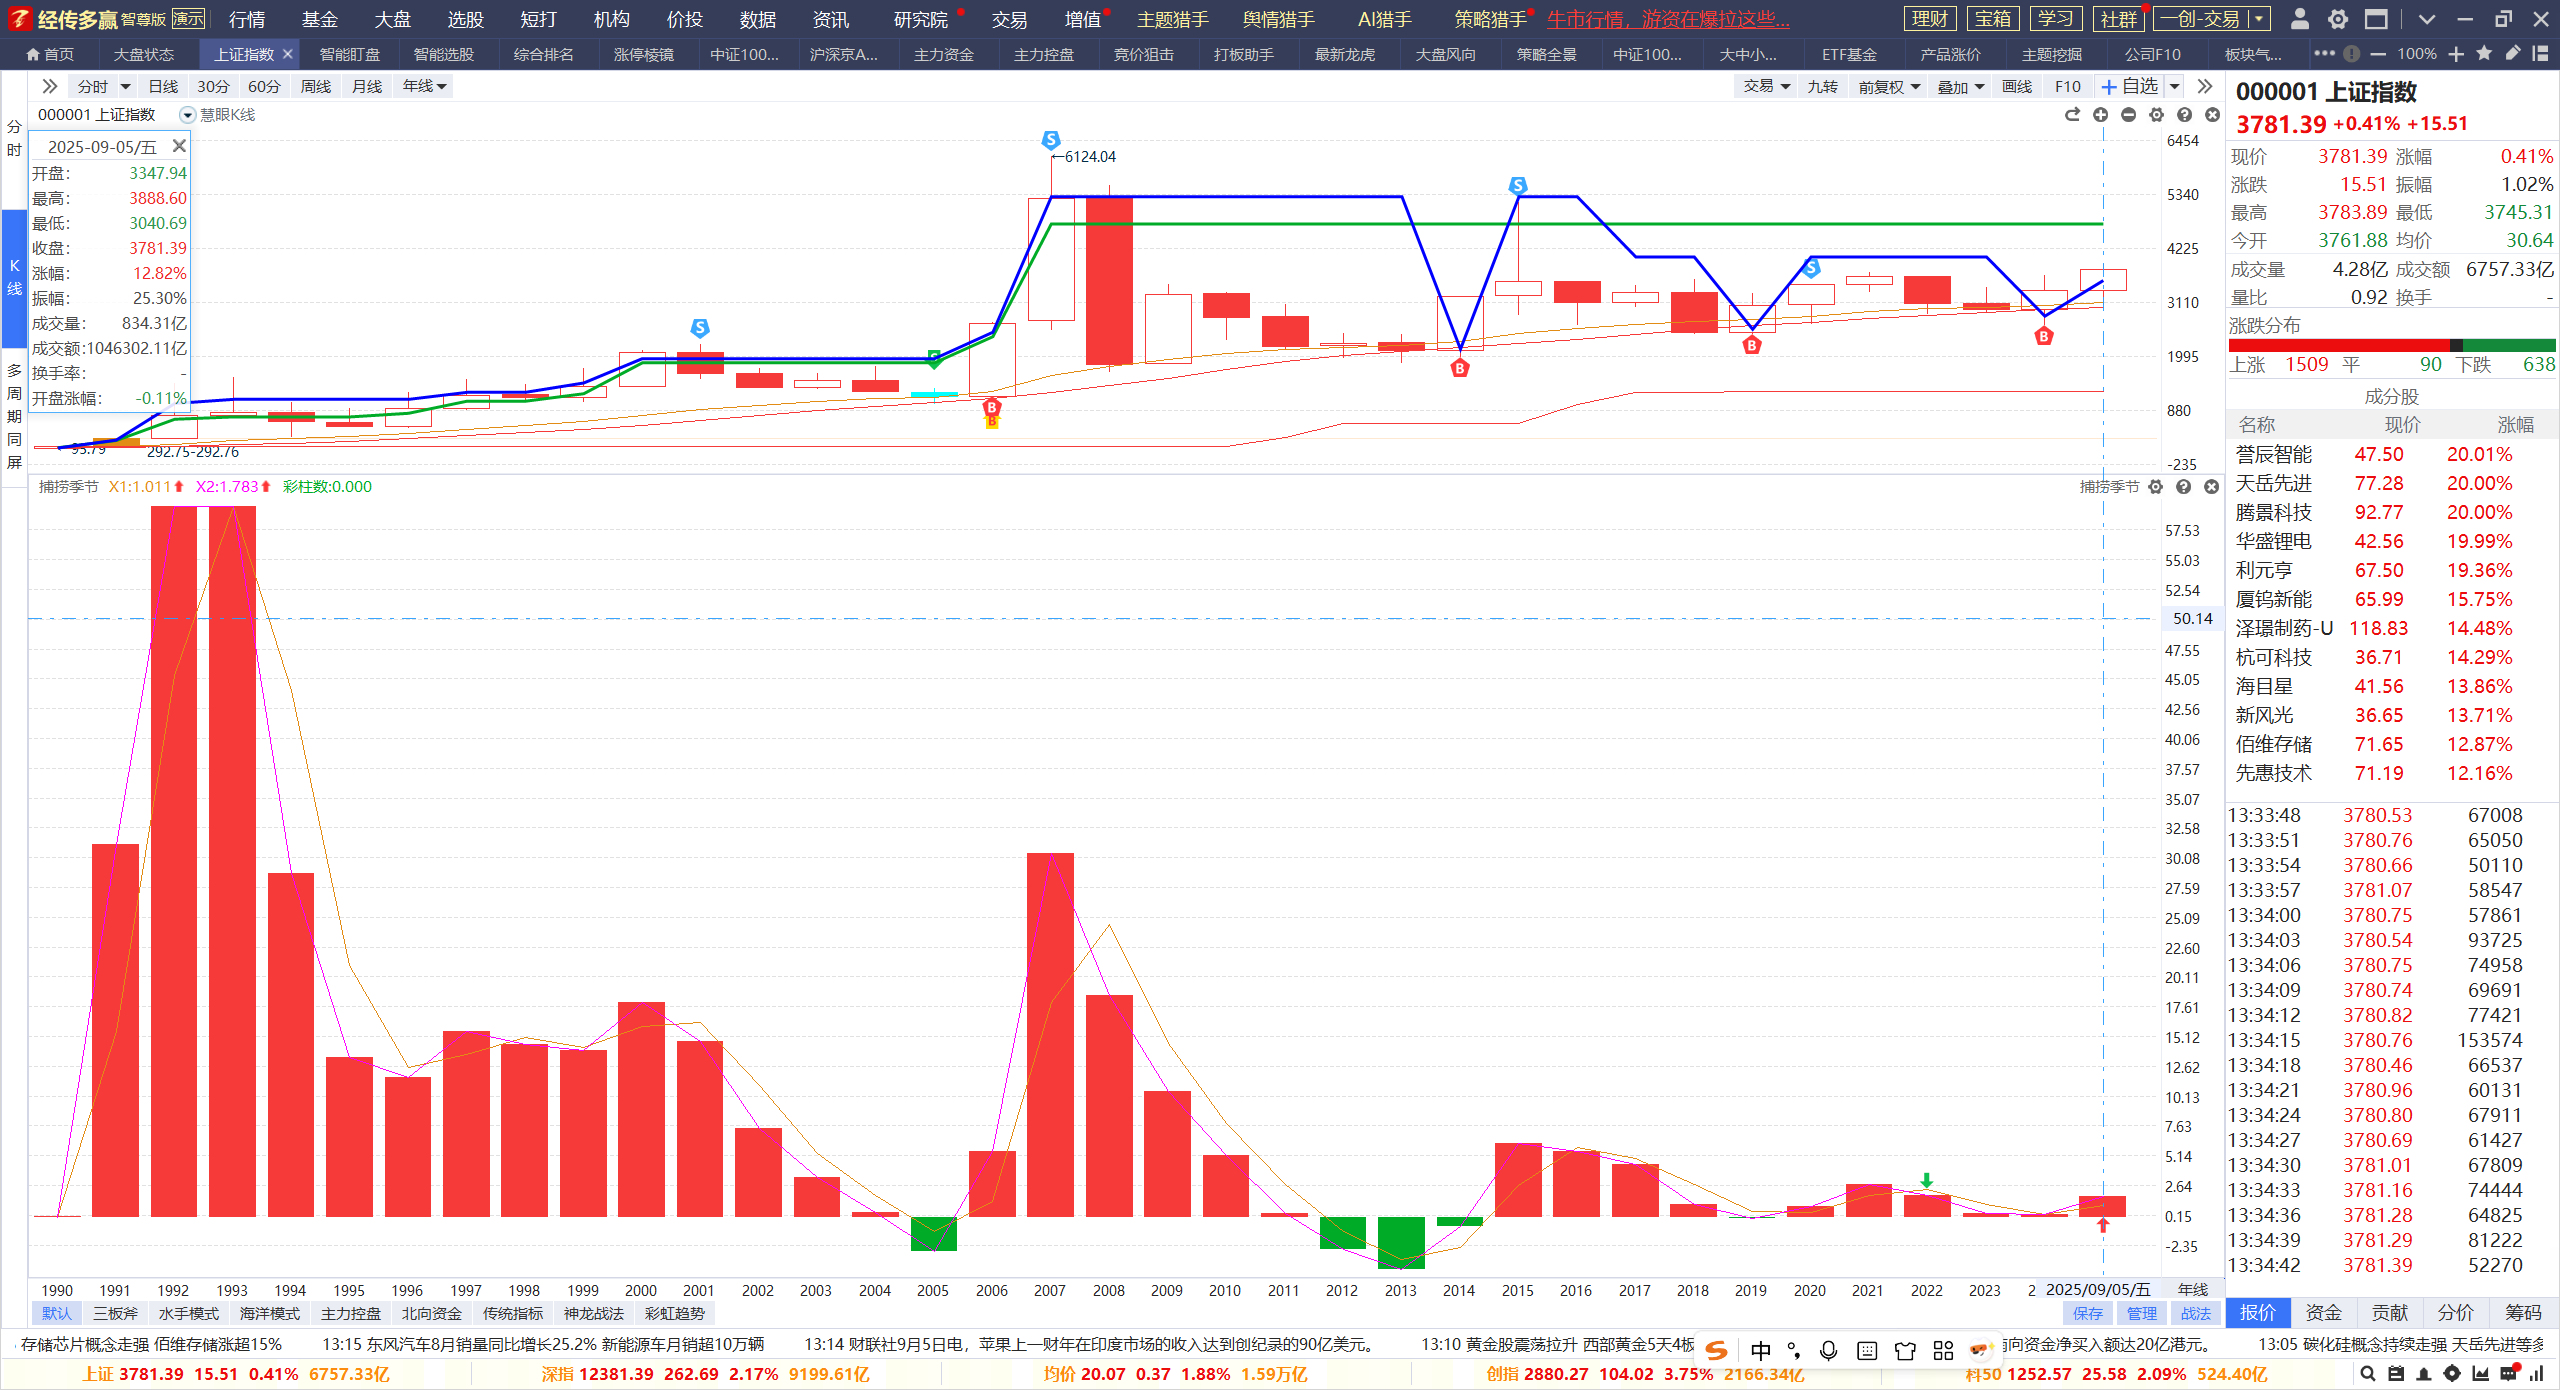 经传多赢 智尊版 演示 行情 基金 大盘 选股 短打 机构 价投 数据 资讯 研究院 交易 增值 主题猎手 舆情猎手 AI猎手 策略猎手 牛市行情，游资在爆拉这些... 理财 宝箱 学习 社群 一创-交易
首页 大盘状态 上证指数 智能盯盘 智能选股 综合排名 涨停棱镜 中证100... 沪深京A... 主力资金 主力控盘 竞价狙击 打板助手 最新龙虎 大盘风向 策略全景 中证100... 大中小... ETF基金 产品涨价 主题挖掘 公司F10 板块气... 100%
分时 日线 30分 60分 周线 月线 年线 交易 九转 前复权 叠加 画线 F10 自选
000001 上证指数 慧眼K线
分时
K线
多周期同屏
2025-09-05/五
开盘: 3347.94
最高: 3888.60
最低: 3040.69
收盘: 3781.39
涨幅: 12.82%
振幅: 25.30%
成交量: 834.31亿
成交额:1046302.11亿
换手率: -
开盘涨幅: -0.11%
292.75-292.76
6124.04
S
S
S
S
B
B
B
B
B
6454
5340
4225
3110
1995
880
-235
捕捞季节 X1:1.011 X2:1.783 彩柱数:0.000 捕捞季节
57.53
55.03
52.54
50.14
47.55
45.05
42.56
40.06
37.57
35.07
32.58
30.08
27.59
25.09
22.60
20.11
17.61
15.12
12.62
10.13
7.63
5.14
2.64
0.15
-2.35
1990 1991 1992 1993 1994 1995 1996 1997 1998 1999 2000 2001 2002 2003 2004 2005 2006 2007 2008 2009 2010 2011 2012 2013 2014 2015 2016 2017 2018 2019 2020 2021 2022 2023 2 2025/09/05/五 年线
默认 三板斧 水手模式 海洋模式 主力控盘 北向资金 传统指标 神龙战法 彩虹趋势 保存 管理 战法
000001 上证指数
3781.39 +0.41% +15.51
现价 3781.39 涨幅 0.41%
涨跌 15.51 振幅 1.02%
最高 3783.89 最低 3745.31
今开 3761.88 均价 30.64
成交量 4.28亿 成交额 6757.33亿
量比 0.92 换手 -
涨跌分布
上涨 1509 平 90 下跌 638
成分股
名称 现价 涨幅
誉辰智能 47.50 20.01%
天岳先进 77.28 20.00%
腾景科技 92.77 20.00%
华盛锂电 42.56 19.99%
利元亨 67.50 19.36%
厦钨新能 65.99 15.75%
泽璟制药-U 118.83 14.48%
杭可科技 36.71 14.29%
海目星 41.56 13.86%
新风光 36.65 13.71%
佰维存储 71.65 12.87%
先惠技术 71.19 12.16%
13:33:48 3780.53 67008
13:33:51 3780.76 65050
13:33:54 3780.66 50110
13:33:57 3781.07 58547
13:34:00 3780.75 57861
13:34:03 3780.54 93725
13:34:06 3780.75 74958
13:34:09 3780.74 69691
13:34:12 3780.82 77421
13:34:15 3780.76 153574
13:34:18 3780.46 66537
13:34:21 3780.96 60131
13:34:24 3780.80 67911
13:34:27 3780.69 61427
13:34:30 3781.01 67809
13:34:33 3781.16 74444
13:34:36 3781.28 64825
13:34:39 3781.29 81222
13:34:42 3781.39 52270
报价 资金 贡献 分价 筹码
存储芯片概念走强 佰维存储涨超15% 13:15 东风汽车8月销量同比增长25.2% 新能源车月销超10万辆 13:14 财联社9月5日电，苹果上一财年在印度市场的收入达到创纪录的90亿美元。 13:10 黄金股震荡拉升 西部黄金5天4板 中 南向资金净买入额达20亿港元。 13:05 碳化硅概念持续走强 天岳先进等多
上证 3781.39 15.51 0.41% 6757.33亿 深指 12381.39 262.69 2.17% 9199.61亿 均价 20.07 0.37 1.88% 1.59万亿 创指 2880.27 104.02 3.75% 2166.34亿 科50 1252.57 25.58 2.09% 524.40亿